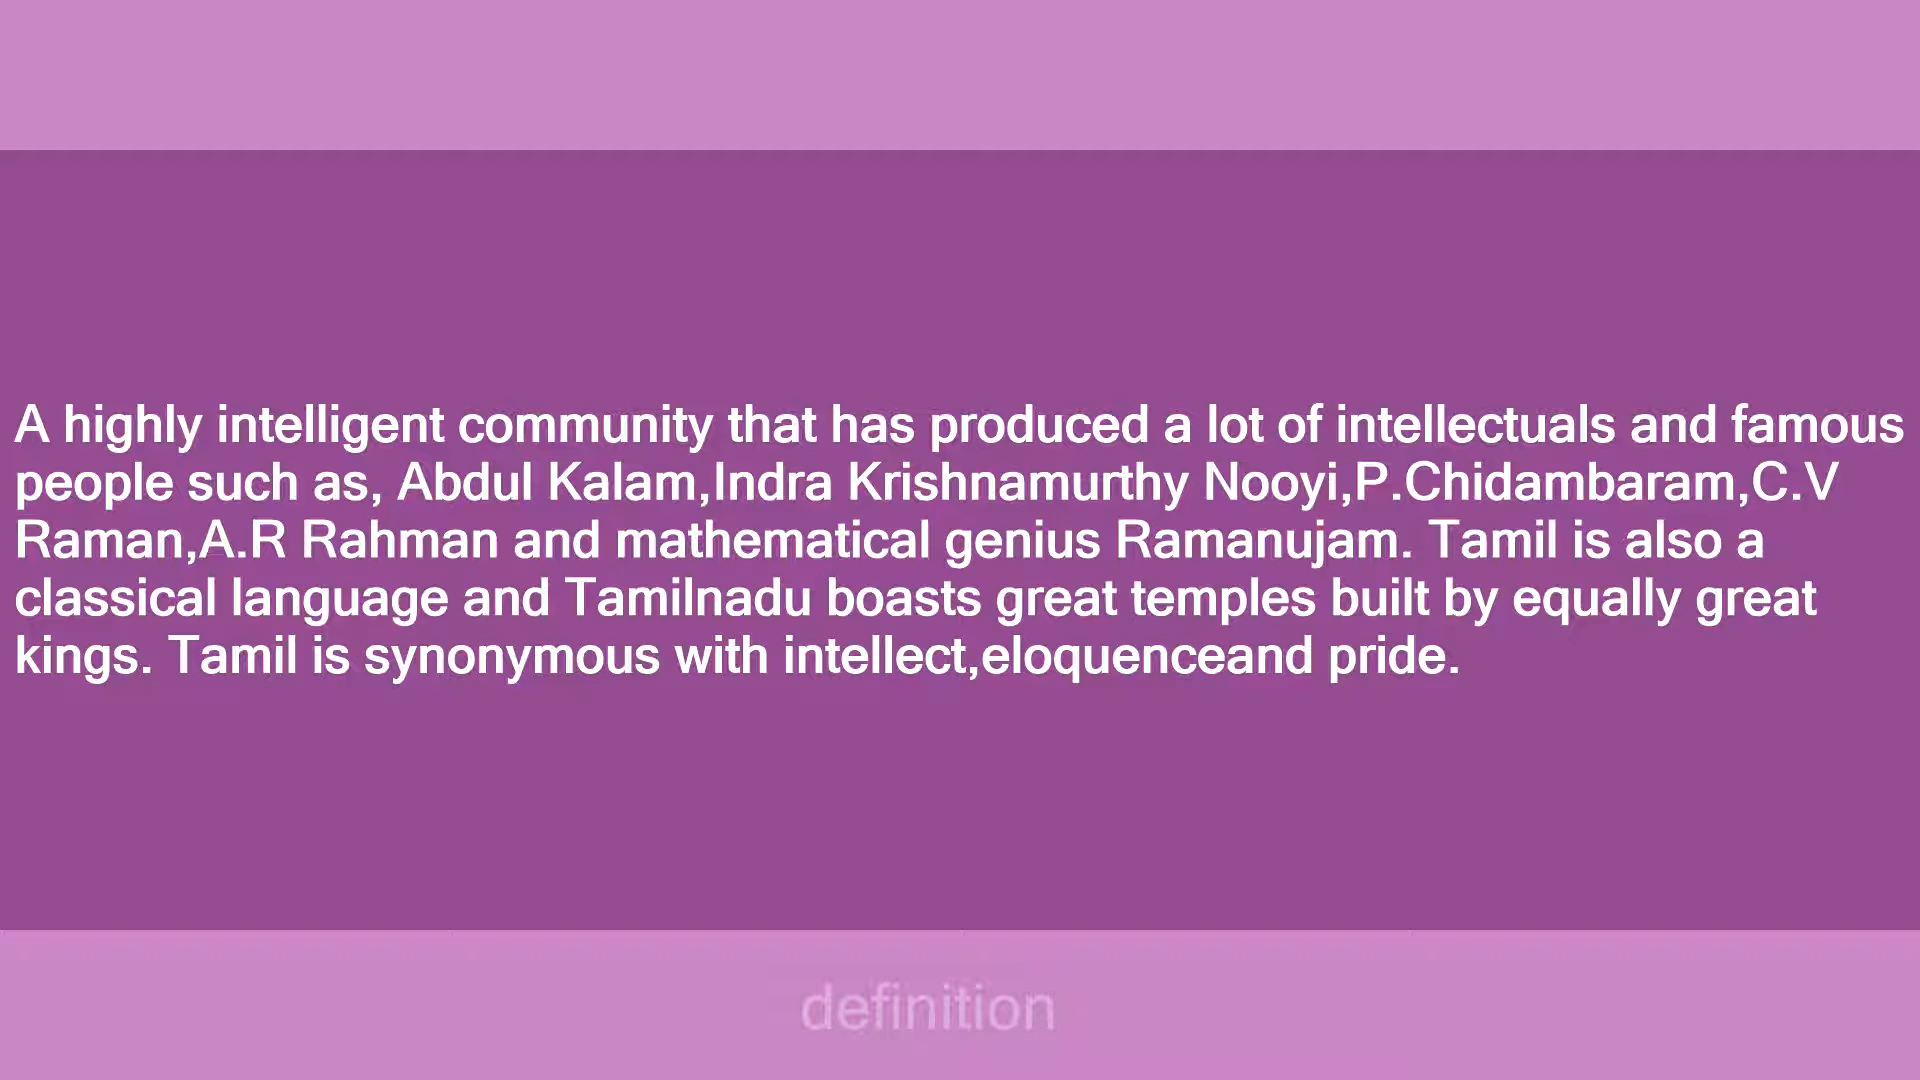 A highly intelligent community that has produced a lot of intellectuals and famous
people such as, Abdul Kalam,Indra Krishnamurthy Nooyi,P.Chidambaram,C.V
Raman,A.R Rahman and mathematical genius Ramanujam. Tamil is also a
classical language and Tamilnadu boasts great temples built by equally great
kings. Tamil is synonymous with intellect,eloquenceand pride.
definition